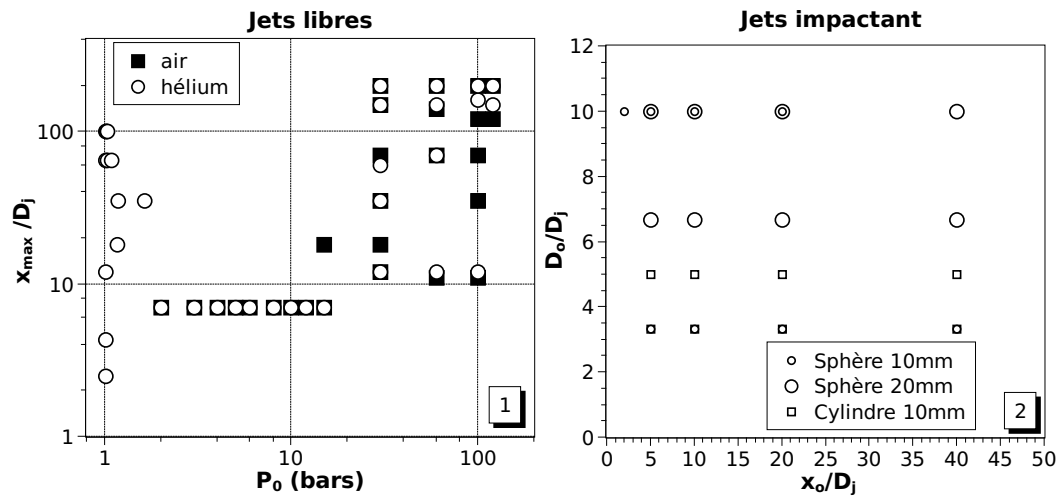 Jets libres
air
hélium
100
10
1
1
10
100
x_max /D_j
P_0 (bars)
1
Jets impactant
12
10
8
6
4
2
0
0 5 10 15 20 25 30 35 40 45 50
D_o/D_j
x_o/D_j
Sphère 10mm
Sphère 20mm
Cylindre 10mm
2